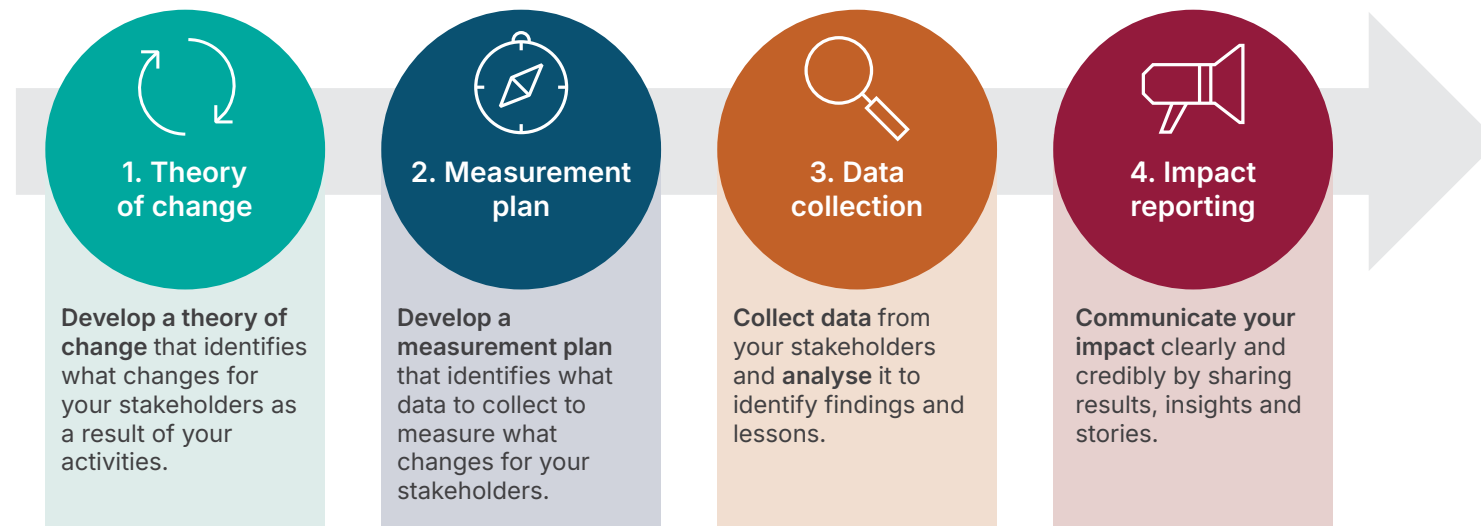 1. Theory
of change
Develop a theory of
change that identifies
what changes for
your stakeholders as
a result of your
activities.
2. Measurement
plan
Develop a
measurement plan
that identifies what
data to collect to
measure what
changes for your
stakeholders.
3. Data
collection
Collect data from
your stakeholders
and analyse it to
identify findings and
lessons.
4. Impact
reporting
Communicate your
impact clearly and
credibly by sharing
results, insights and
stories.